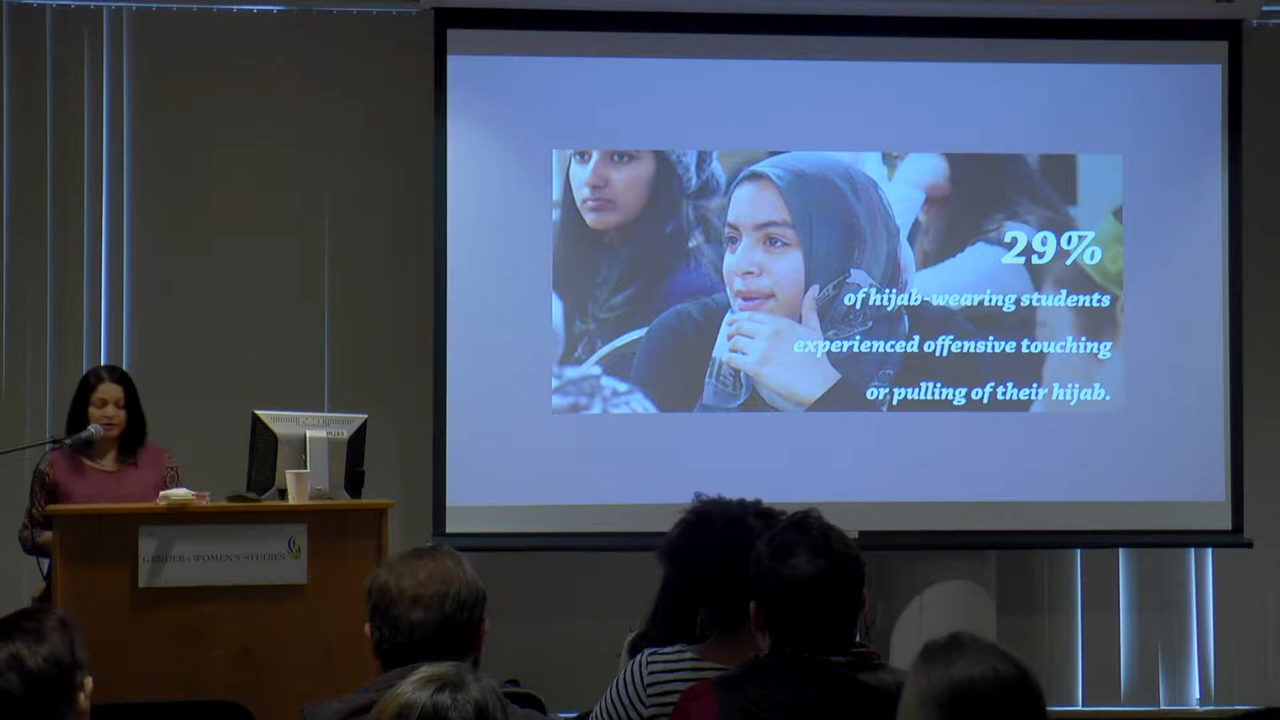 29%
of hijab-wearing students
experienced offensive touching
or pulling of their hijab.
GENDER + WOMEN'S STUDIES